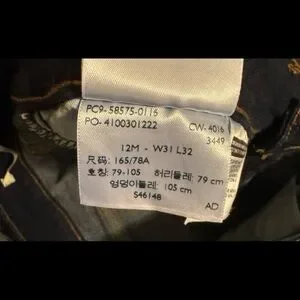 PC9- 58575-0116
PO- 4100301222
CW-4016
3449
12M - W31 L32
尺码: 165/78A
호칭: 79-105 허리둘레: 79 cm
엉덩이둘레: 105 cm
S46148
AD